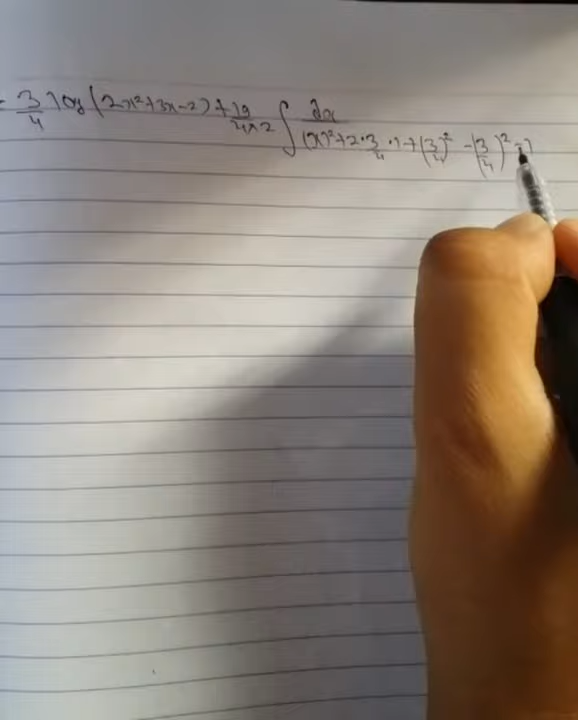 = 3/4 log (2x²+3x-2) + 19/4×2 ∫ dx/((x)²+2·3/4·1+(3/4)² -(3/4)² -1